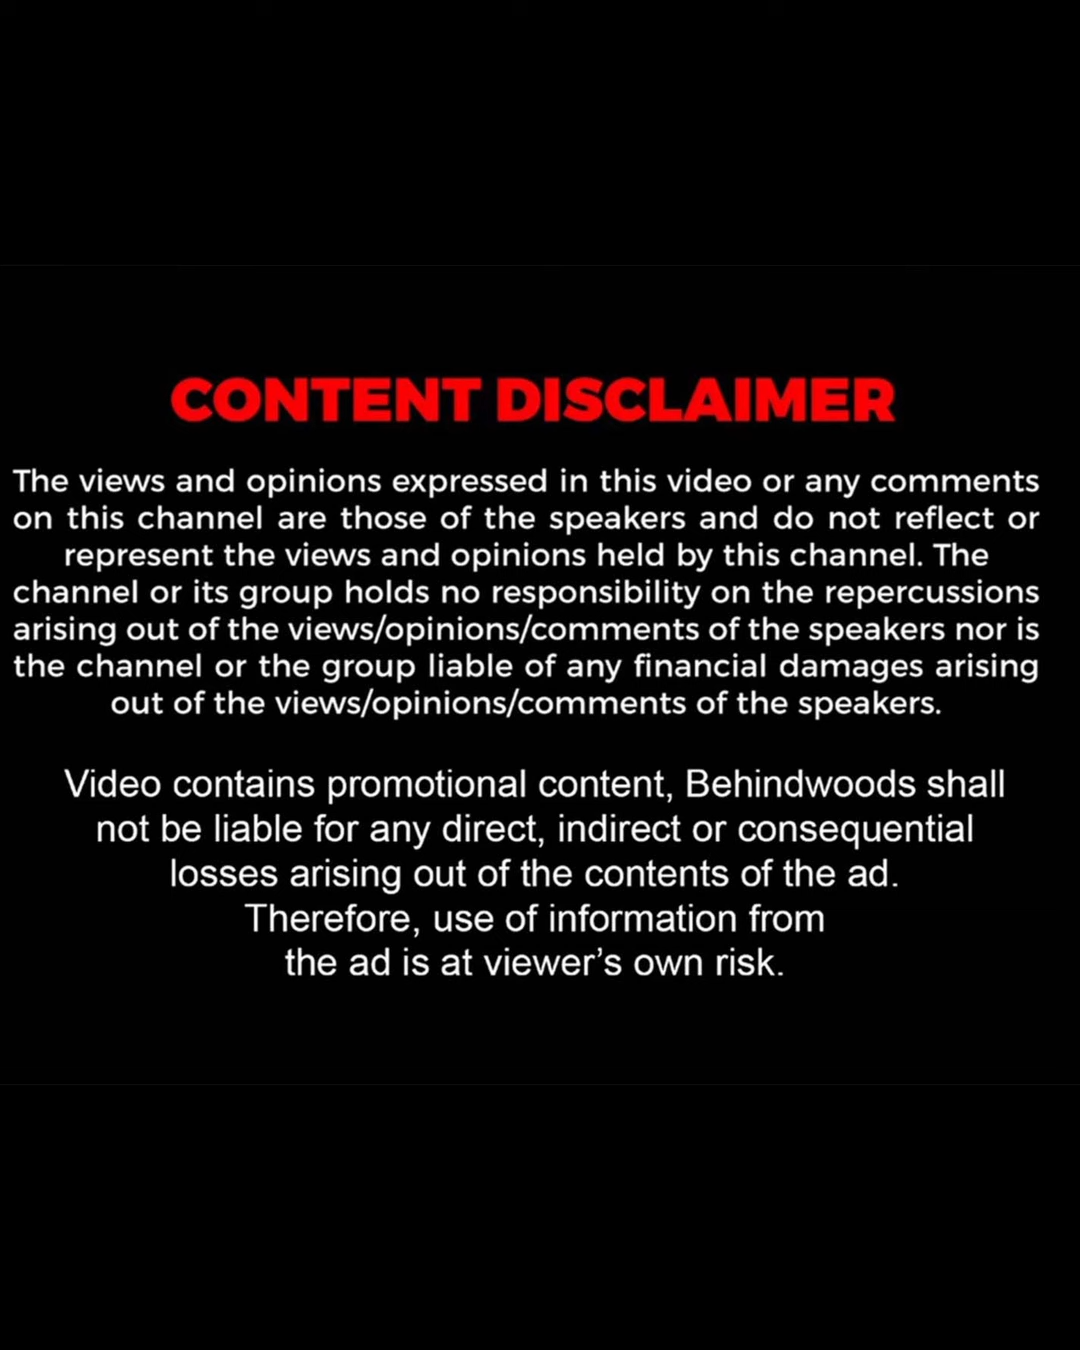 CONTENT DISCLAIMER
The views and opinions expressed in this video or any comments
on this channel are those of the speakers and do not reflect or
represent the views and opinions held by this channel. The
channel or its group holds no responsibility on the repercussions
arising out of the views/opinions/comments of the speakers nor is
the channel or the group liable of any financial damages arising
out of the views/opinions/comments of the speakers.
Video contains promotional content, Behindwoods shall
not be liable for any direct, indirect or consequential
losses arising out of the contents of the ad.
Therefore, use of information from
the ad is at viewer’s own risk.